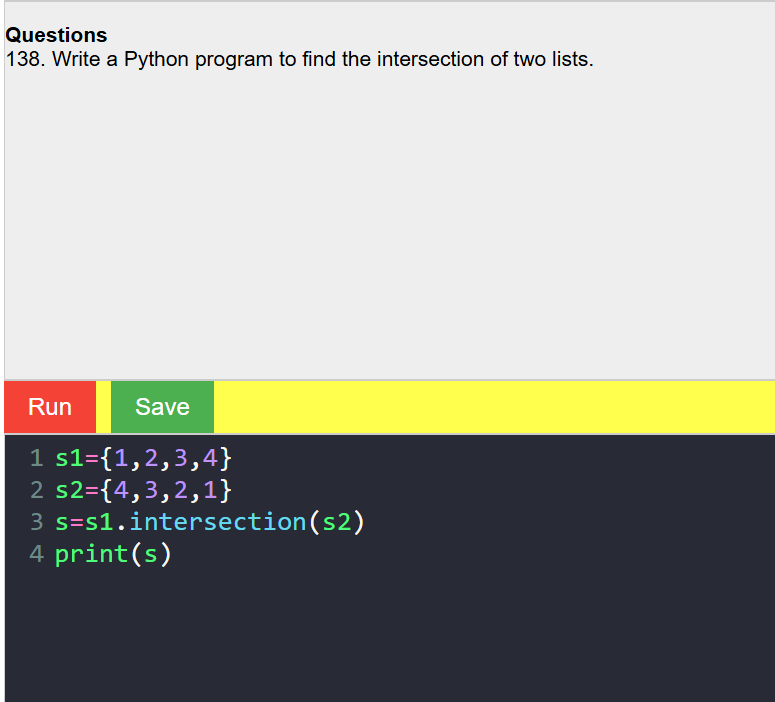 Questions
138. Write a Python program to find the intersection of two lists.
Run Save
1 s1={1,2,3,4}
2 s2={4,3,2,1}
3 s=s1.intersection(s2)
4 print(s)